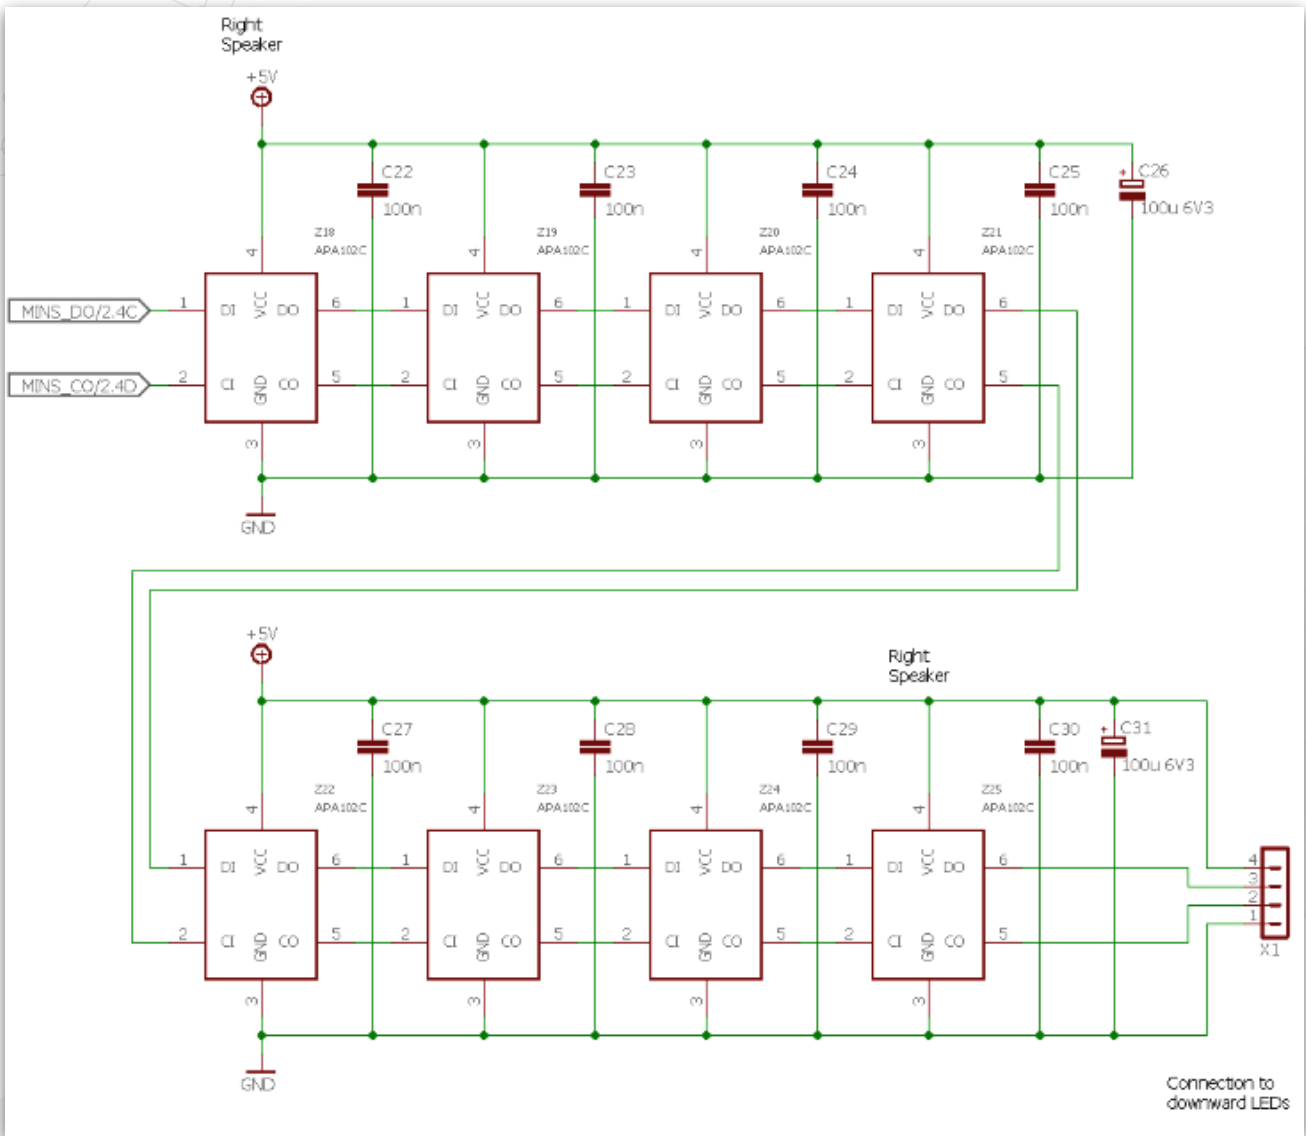 Right
Speaker
+5V
C22
100n
C23
100n
C24
100n
C25
100n
C26
100u 6V3
Z18
APA102C
Z19
APA102C
Z20
APA102C
Z21
APA102C
4
4
4
4
MINS_DO/2.4C
1 DI VCC DO 6
1 DI VCC DO 6
1 DI VCC DO 6
1 DI VCC DO 6
MINS_CO/2.4D
2 CI GND CO 5
2 CI GND CO 5
2 CI GND CO 5
2 CI GND CO 5
3
3
3
3
GND
+5V
Right
Speaker
C27
100n
C28
100n
C29
100n
C30
100n
C31
100u 6V3
Z22
APA102C
Z23
APA102C
Z24
APA102C
Z25
APA102C
4
4
4
4
1 DI VCC DO 6
1 DI VCC DO 6
1 DI VCC DO 6
1 DI VCC DO 6
2 CI GND CO 5
2 CI GND CO 5
2 CI GND CO 5
2 CI GND CO 5
4
3
2
1
X1
3
3
3
3
GND
Connection to
downward LEDs